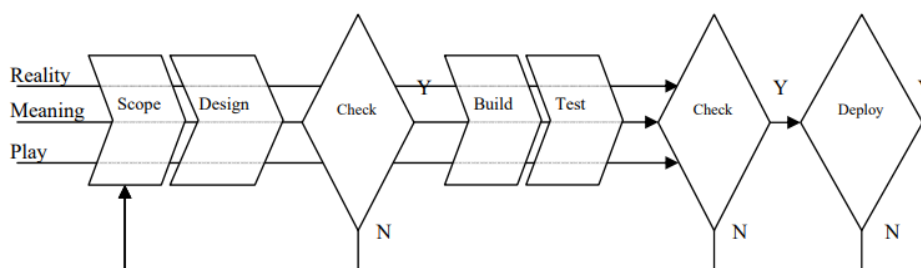 Reality
Meaning
Play
Scope
Design
Check
Y
Build
Test
Check
Y
Deploy
Y
N
N
N